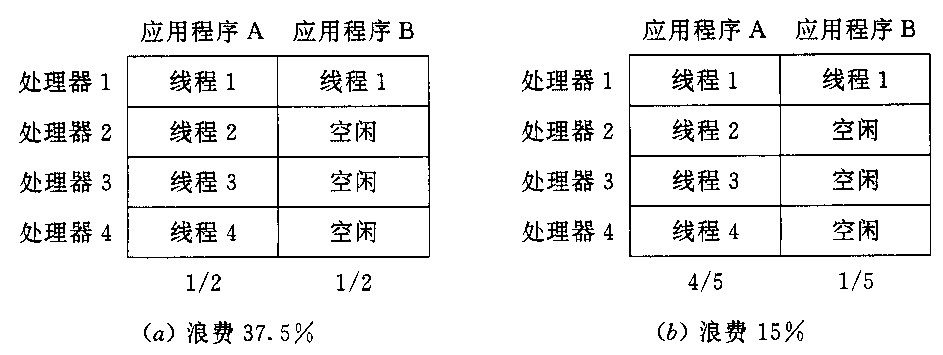 应用程序 A 应用程序 B 应用程序 A 应用程序 B
处理器 1 线程 1 线程 1 处理器 1 线程 1 线程 1
处理器 2 线程 2 空闲 处理器 2 线程 2 空闲
处理器 3 线程 3 空闲 处理器 3 线程 3 空闲
处理器 4 线程 4 空闲 处理器 4 线程 4 空闲
1/2 1/2 4/5 1/5
(a) 浪费 37.5% (b) 浪费 15%